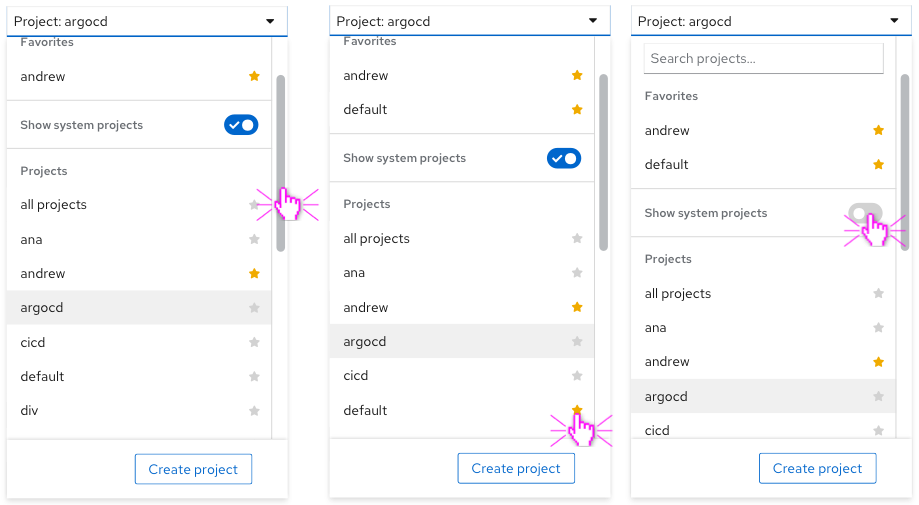 Project: argocd
Favorites
andrew
Show system projects
Projects
all projects
ana
andrew
argocd
cicd
default
div
Create project
Project: argocd
Favorites
andrew
default
Show system projects
Projects
all projects
ana
andrew
argocd
cicd
default
Create project
Project: argocd
Search projects...
Favorites
andrew
default
Show system projects
Projects
all projects
ana
andrew
argocd
cicd
Create project